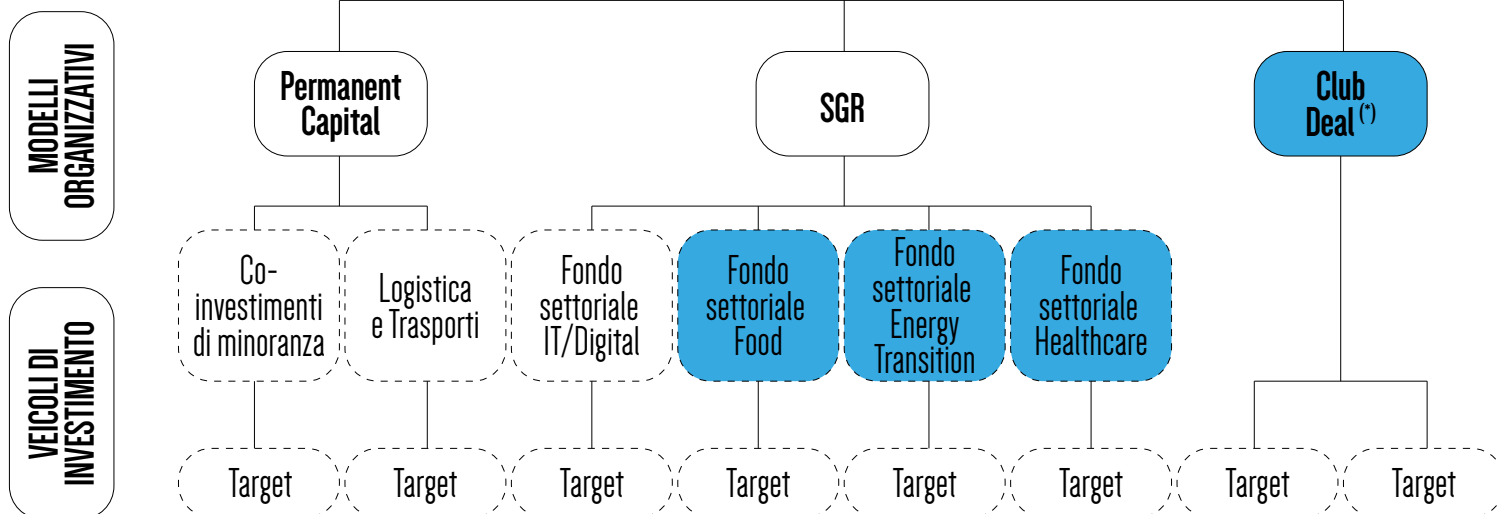 MODELLI
ORGANIZZATIVI
Permanent
Capital
SGR
Club
Deal (*)
VEICOLI DI
INVESTIMENTO
Co-
investimenti
di minoranza
Logistica
e Trasporti
Fondo
settoriale
IT/Digital
Fondo
settoriale
Food
Fondo
settoriale
Energy
Transition
Fondo
settoriale
Healthcare
Target
Target
Target
Target
Target
Target
Target
Target